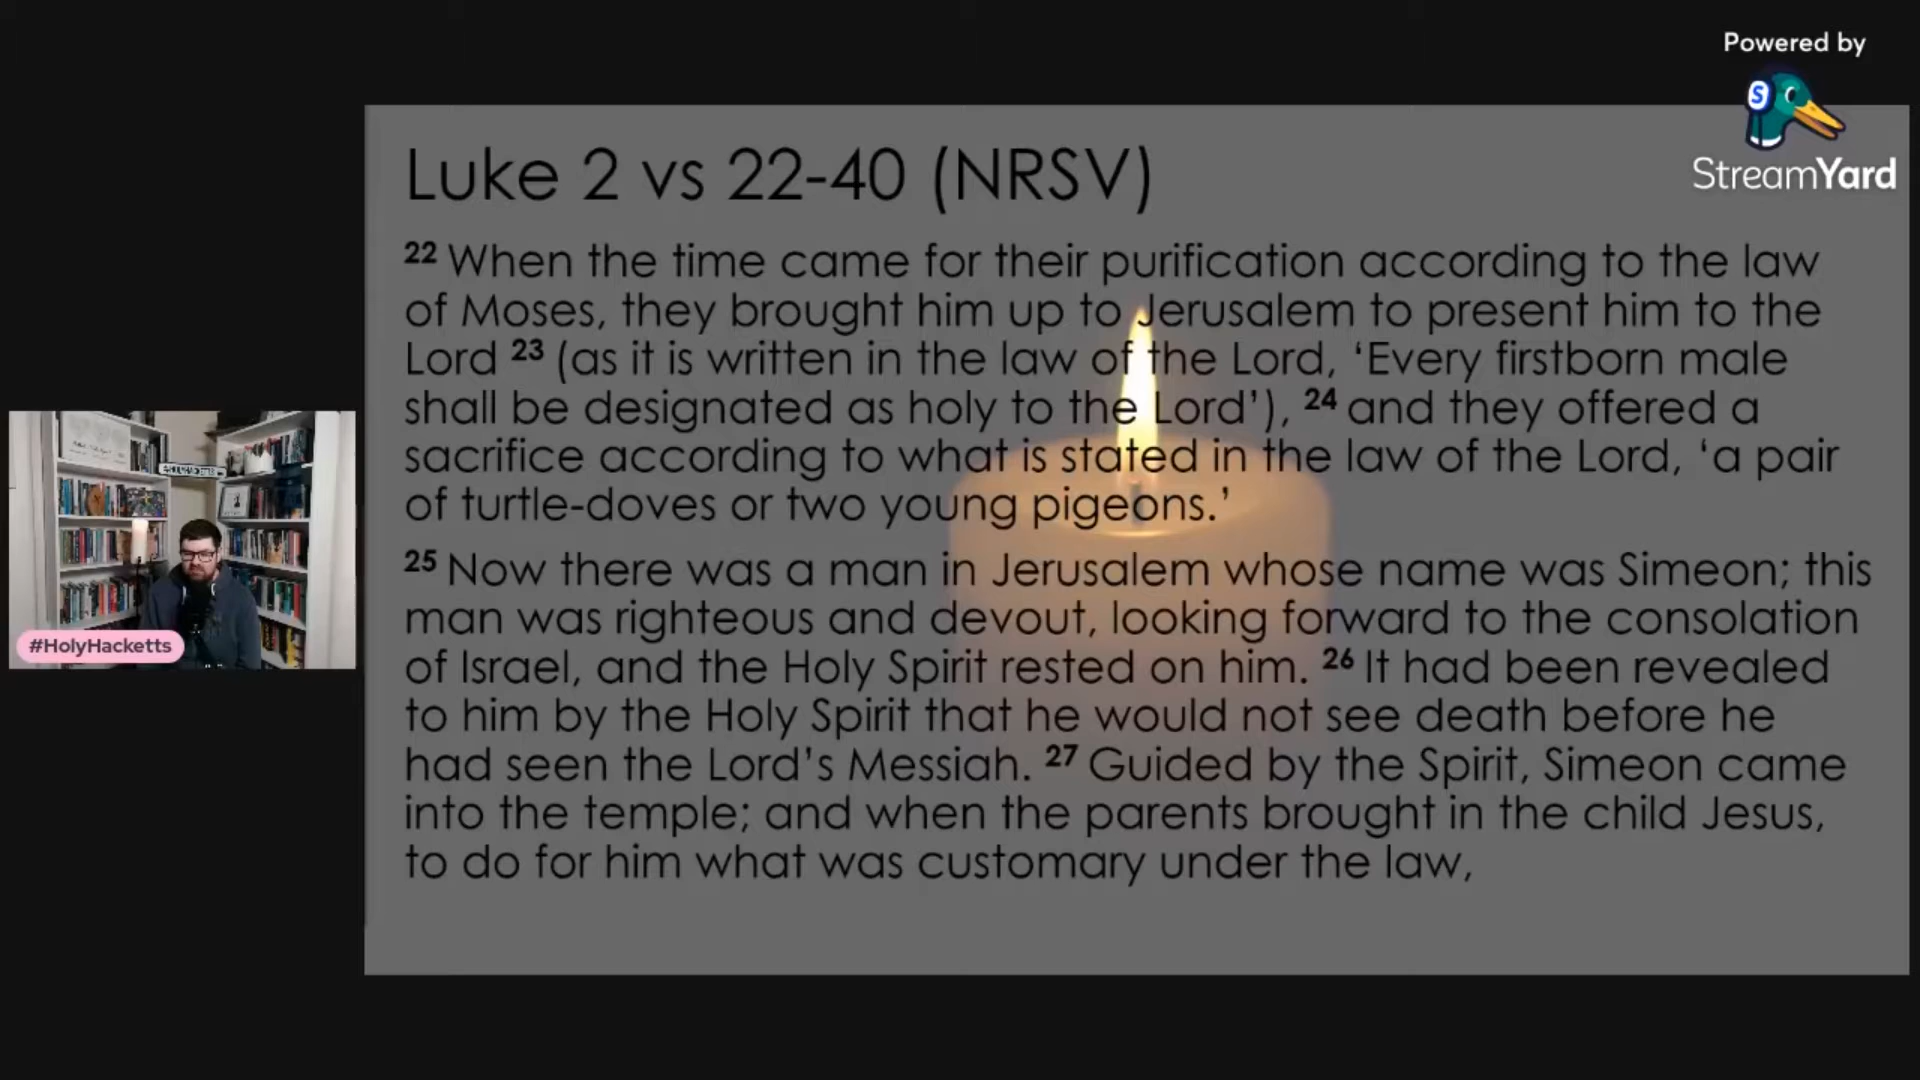 Powered by
StreamYard
Luke 2 vs 22-40 (NRSV)
22 When the time came for their purification according to the law
of Moses, they brought him up to Jerusalem to present him to the
Lord 23 (as it is written in the law of the Lord, ‘Every firstborn male
shall be designated as holy to the Lord’), 24 and they offered a
sacrifice according to what is stated in the law of the Lord, ‘a pair
of turtle-doves or two young pigeons.’
25 Now there was a man in Jerusalem whose name was Simeon; this
man was righteous and devout, looking forward to the consolation
of Israel, and the Holy Spirit rested on him. 26 It had been revealed
to him by the Holy Spirit that he would not see death before he
had seen the Lord’s Messiah. 27 Guided by the Spirit, Simeon came
into the temple; and when the parents brought in the child Jesus,
to do for him what was customary under the law,
#HOLYHACKETTS
#HolyHacketts